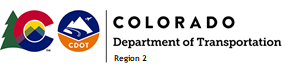 CDOT
COLORADO
Department of Transportation
Region 2